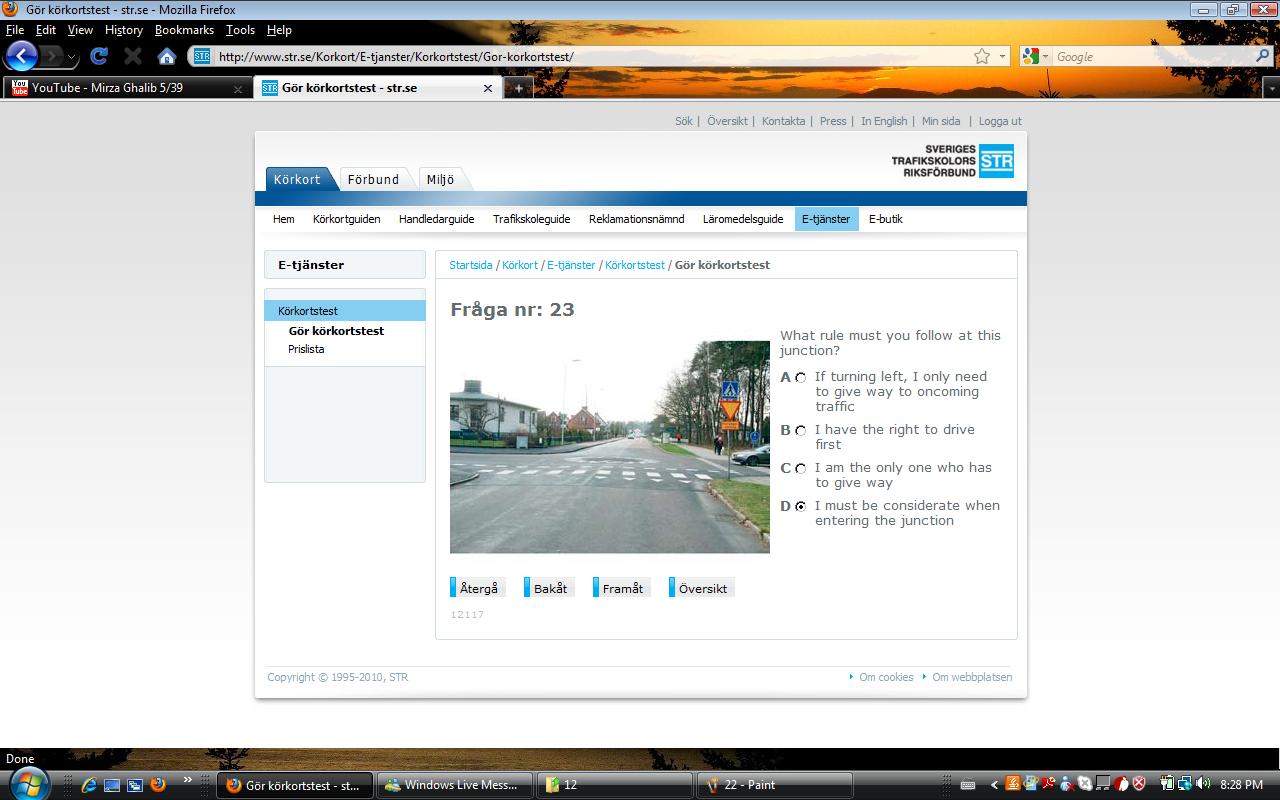 Gör körkortstest - str.se - Mozilla Firefox
File Edit View History Bookmarks Tools Help
STR http://www.str.se/Korkort/E-tjanster/Korkortstest/Gor-korkortstest/ Google
You Tube YouTube - Mirza Ghalib 5/39
STR Gör körkortstest - str.se
Sök | Översikt | Kontakta | Press | In English | Min sida | Logga ut
SVERIGES
TRAFIKSKOLORS
RIKSFÖRBUND
STR
Körkort Förbund Miljö
Hem Körkortguiden Handledarguide Trafikskoleguide Reklamationsnämnd Läromedelsguide E-tjänster E-butik
E-tjänster
Körkortstest
Gör körkortstest
Prislista
Startsida / Körkort / E-tjänster / Körkortstest / Gör körkortstest
Fråga nr: 23
What rule must you follow at this
junction?
A If turning left, I only need
to give way to oncoming
traffic
B I have the right to drive
first
C I am the only one who has
to give way
D I must be considerate when
entering the junction
Återgå Bakåt Framåt Översikt
12117
Copyright © 1995-2010, STR
Om cookies Om webbplatsen
Done
Gör körkortstest - st...
Windows Live Mess...
12
22 - Paint
8:28 PM